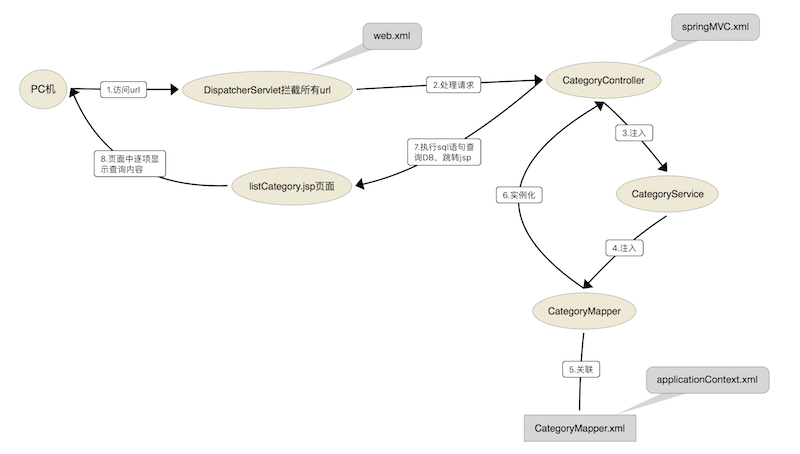 springMVC.xml
web.xml
PC机
1.访问url
DispatcherServlet拦截所有url
2.处理请求
CategoryController
3.注入
7.执行sql语句查
询DB，跳转jsp
8.页面中逐项显
示查询内容
listCategory.jsp页面
6.实例化
CategoryService
4.注入
CategoryMapper
5.关联
applicationContext.xml
CategoryMapper.xml